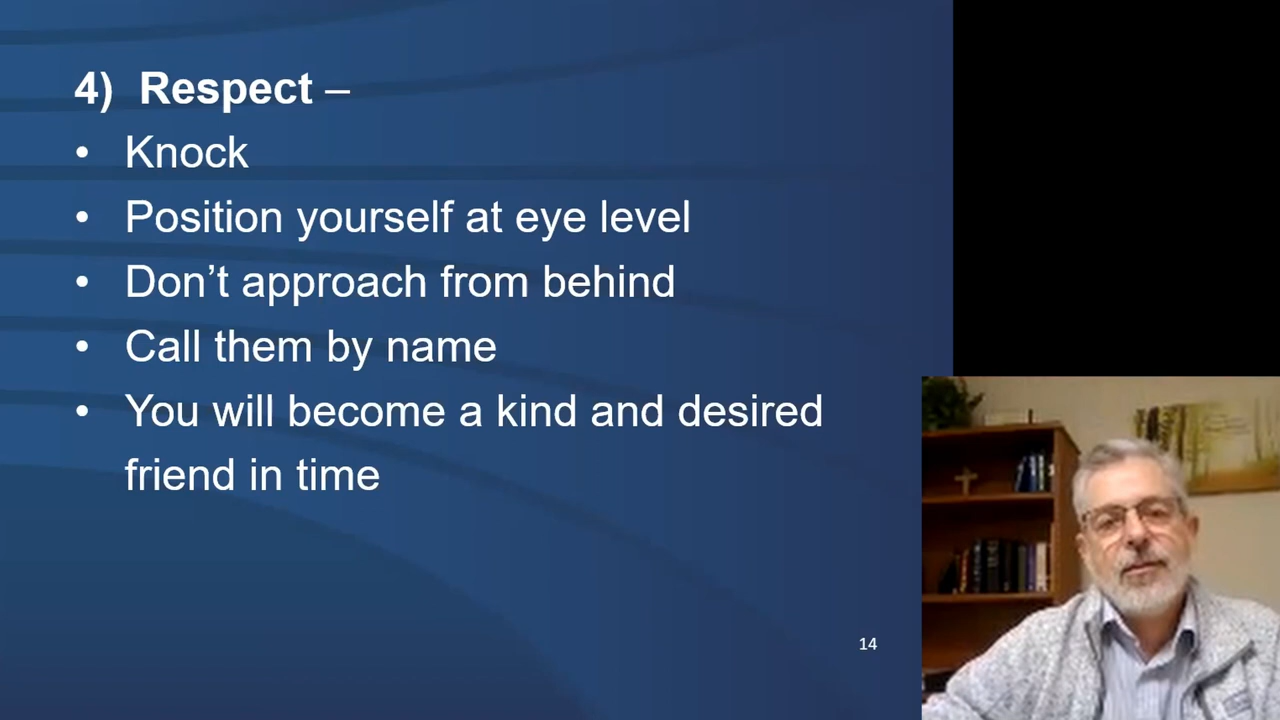 4) Respect –
• Knock
• Position yourself at eye level
• Don’t approach from behind
• Call them by name
• You will become a kind and desired
friend in time
14